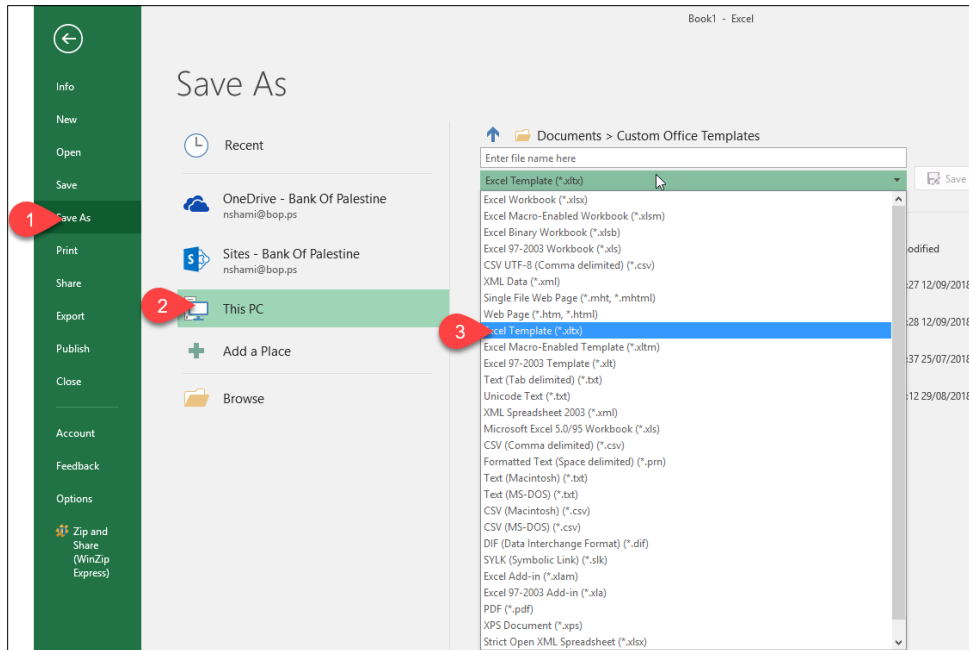 Book1 - Excel
Info
New
Open
Save
Save As
Print
Share
Export
Publish
Close
Account
Feedback
Options
Zip and
Share
(WinZip
Express)
1
Save As
Recent
OneDrive - Bank Of Palestine
nshami@bop.ps
Sites - Bank Of Palestine
nshami@bop.ps
2
This PC
Add a Place
Browse
Documents > Custom Office Templates
Enter file name here
Excel Template (*.xltx)
Save
Excel Workbook (*.xlsx)
Excel Macro-Enabled Workbook (*.xlsm)
Excel Binary Workbook (*.xlsb)
Excel 97-2003 Workbook (*.xls)
CSV UTF-8 (Comma delimited) (*.csv)
XML Data (*.xml)
Single File Web Page (*.mht, *.mhtml)
Web Page (*.htm, *.html)
3
Excel Template (*.xltx)
Excel Macro-Enabled Template (*.xltm)
Excel 97-2003 Template (*.xlt)
Text (Tab delimited) (*.txt)
Unicode Text (*.txt)
XML Spreadsheet 2003 (*.xml)
Microsoft Excel 5.0/95 Workbook (*.xls)
CSV (Comma delimited) (*.csv)
Formatted Text (Space delimited) (*.prn)
Text (Macintosh) (*.txt)
Text (MS-DOS) (*.txt)
CSV (Macintosh) (*.csv)
CSV (MS-DOS) (*.csv)
DIF (Data Interchange Format) (*.dif)
SYLK (Symbolic Link) (*.slk)
Excel Add-in (*.xlam)
Excel 97-2003 Add-in (*.xla)
PDF (*.pdf)
XPS Document (*.xps)
Strict Open XML Spreadsheet (*.xlsx)
odified
:27 12/09/2018
:28 12/09/2018
:37 25/07/2018
:12 29/08/2018